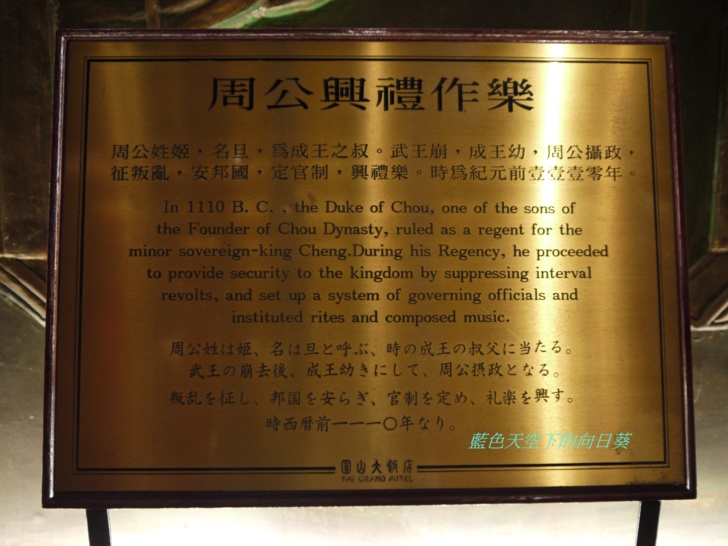 周公興禮作樂
周公姓姬，名旦，爲成王之叔。武王崩，成王幼，周公攝政，
征叛亂，安邦國，定官制，興禮樂。時爲紀元前壹壹壹零年。
In 1110 B. C. , the Duke of Chou, one of the sons of
the Founder of Chou Dynasty, ruled as a regent for the
minor sovereign-king Cheng.During his Regency, he proceeded
to provide security to the kingdom by suppressing interval
revolts, and set up a system of governing officials and
instituted rites and composed music.
周公姓は姫、名は旦と呼ぶ、時の成王の叔父に当たる。
武王の崩去後、成王幼きにして、周公摂政となる。
叛乱を征し、邦国を安らぎ、官制を定め、礼楽を興す。
時西暦前一一一〇年なり。
藍色天空下的向日葵
圓山大飯店
THE GRAND HOTEL